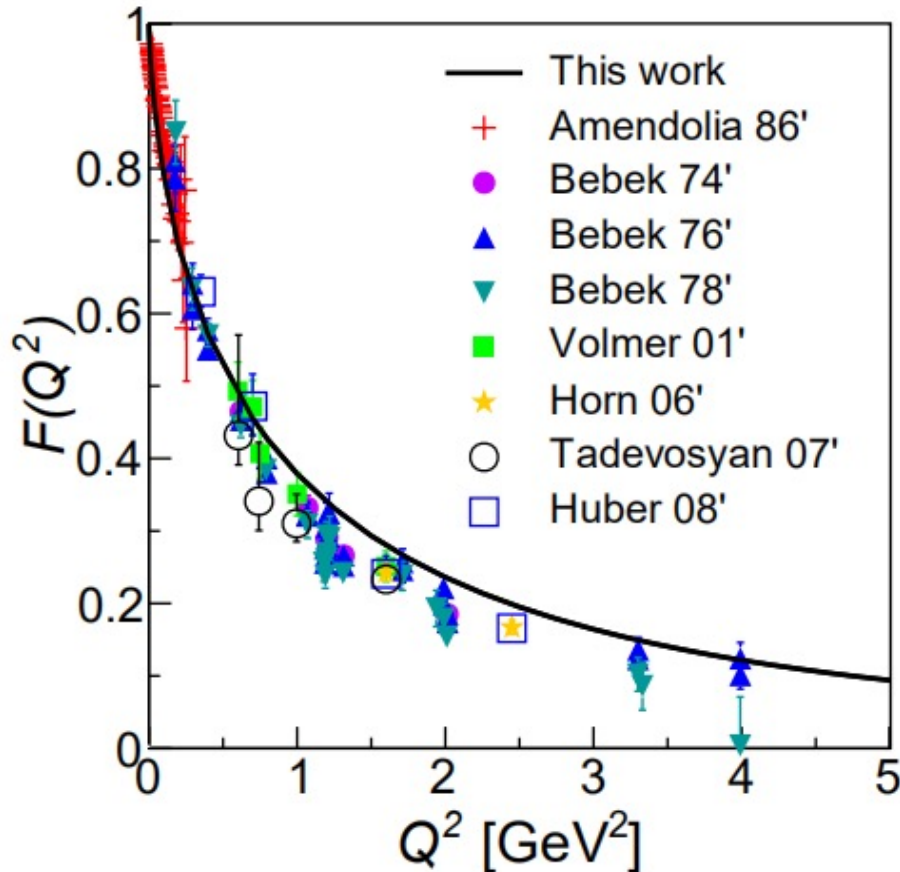 1
0.8
0.6
0.4
0.2
0
F(Q²)
This work
Amendolia 86'
Bebek 74'
Bebek 76'
Bebek 78'
Volmer 01'
Horn 06'
Tadevosyan 07'
Huber 08'
0 1 2 3 4 5
Q² [GeV²]